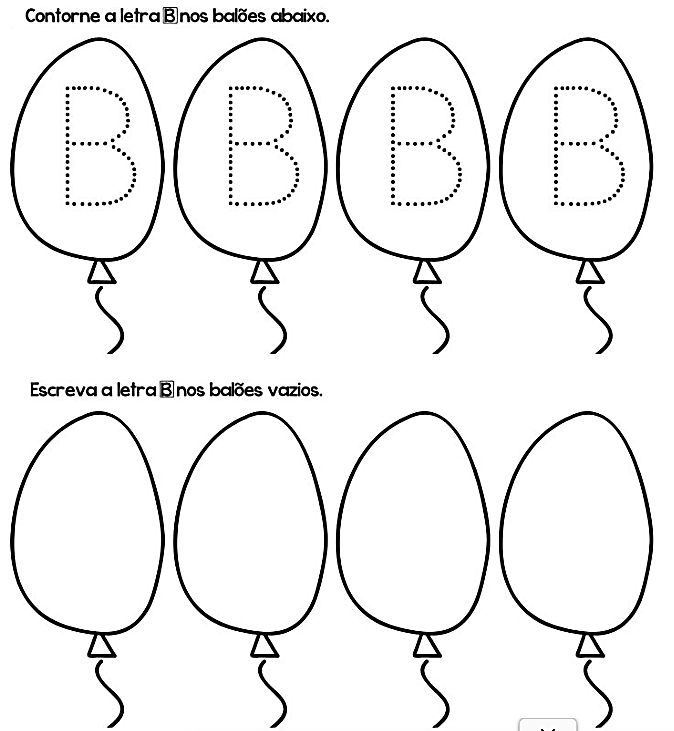 Contorne a letra B nos balões abaixo.
B B B B
Escreva a letra B nos balões vazios.